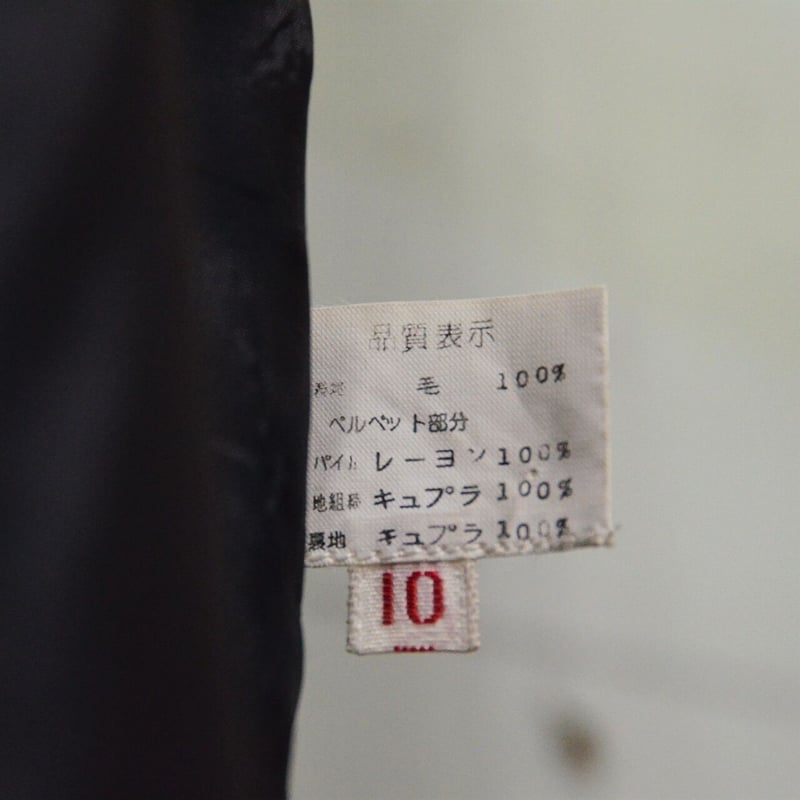 品質表示
表地 毛 100%
ベルベット部分
パイル レーヨン 100%
地組織 キュプラ 100%
裏地 キュプラ 100%
10